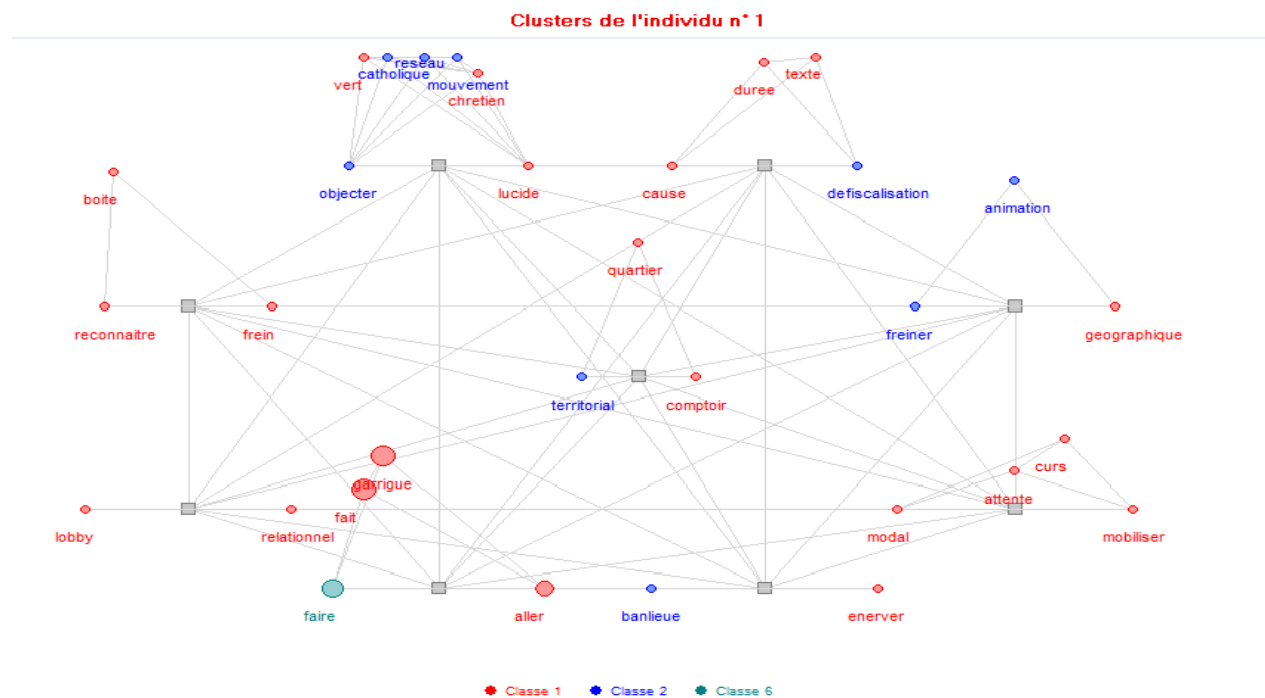 Clusters de l'individu n° 1
reseau
catholique
texte
vert
mouvement
duree
chretien
objecter
lucide
cause
defiscalisation
boite
animation
quartier
reconnaitre
frein
freiner
geographique
territorial
comptoir
curs
garrigue
attente
fait
lobby
relationnel
modal
mobiliser
faire
aller
banlieue
enerver
Classe 1 Classe 2 Classe 6